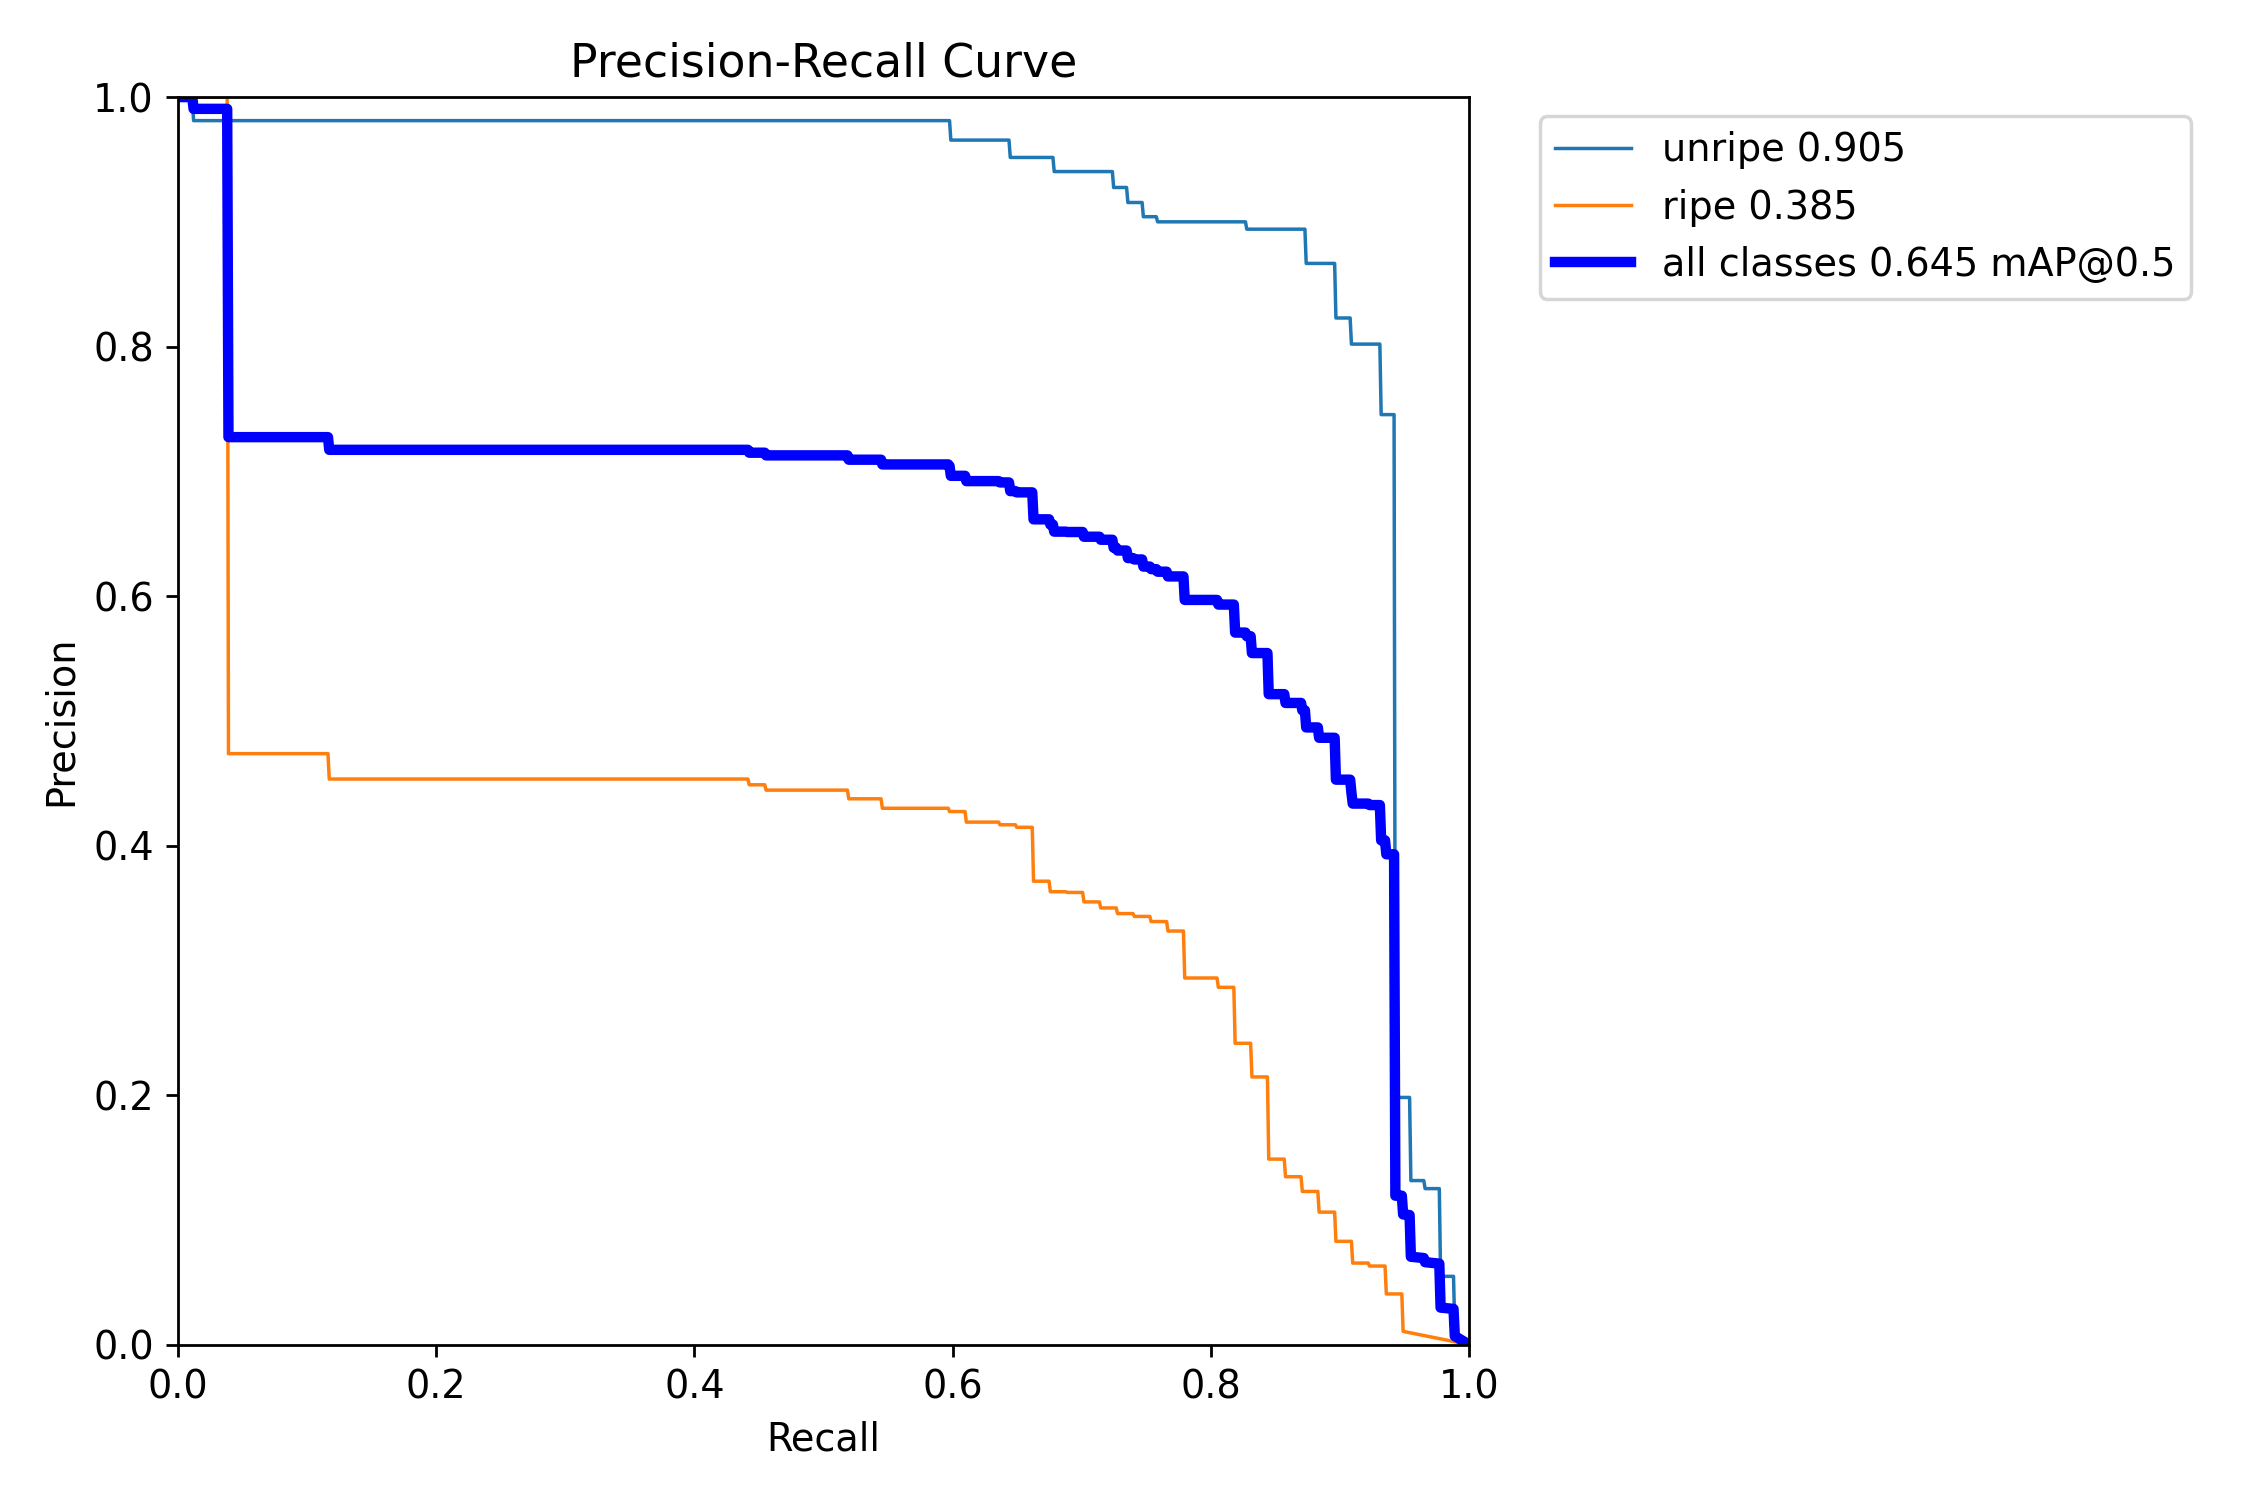 Precision-Recall Curve
1.0
0.8
0.6
0.4
0.2
0.0
Precision
0.0 0.2 0.4 0.6 0.8 1.0
Recall
unripe 0.905
ripe 0.385
all classes 0.645 mAP@0.5